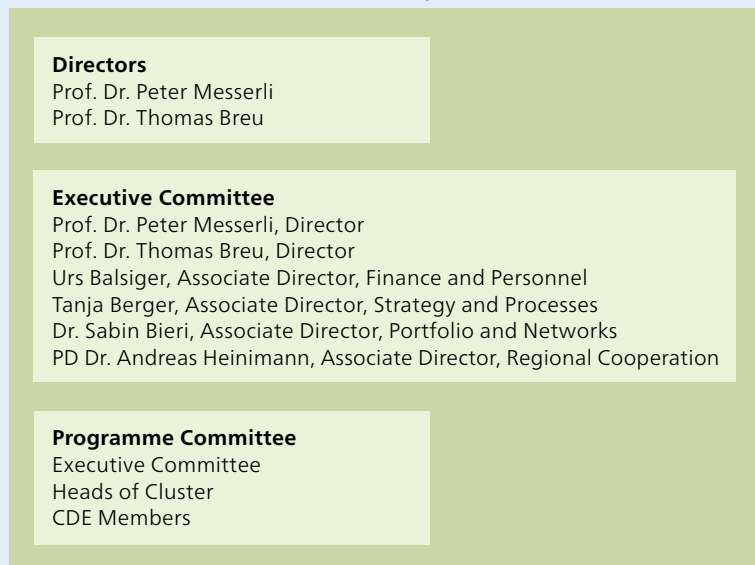 Directors
Prof. Dr. Peter Messerli
Prof. Dr. Thomas Breu
Executive Committee
Prof. Dr. Peter Messerli, Director
Prof. Dr. Thomas Breu, Director
Urs Balsiger, Associate Director, Finance and Personnel
Tanja Berger, Associate Director, Strategy and Processes
Dr. Sabin Bieri, Associate Director, Portfolio and Networks
PD Dr. Andreas Heinimann, Associate Director, Regional Cooperation
Programme Committee
Executive Committee
Heads of Cluster
CDE Members